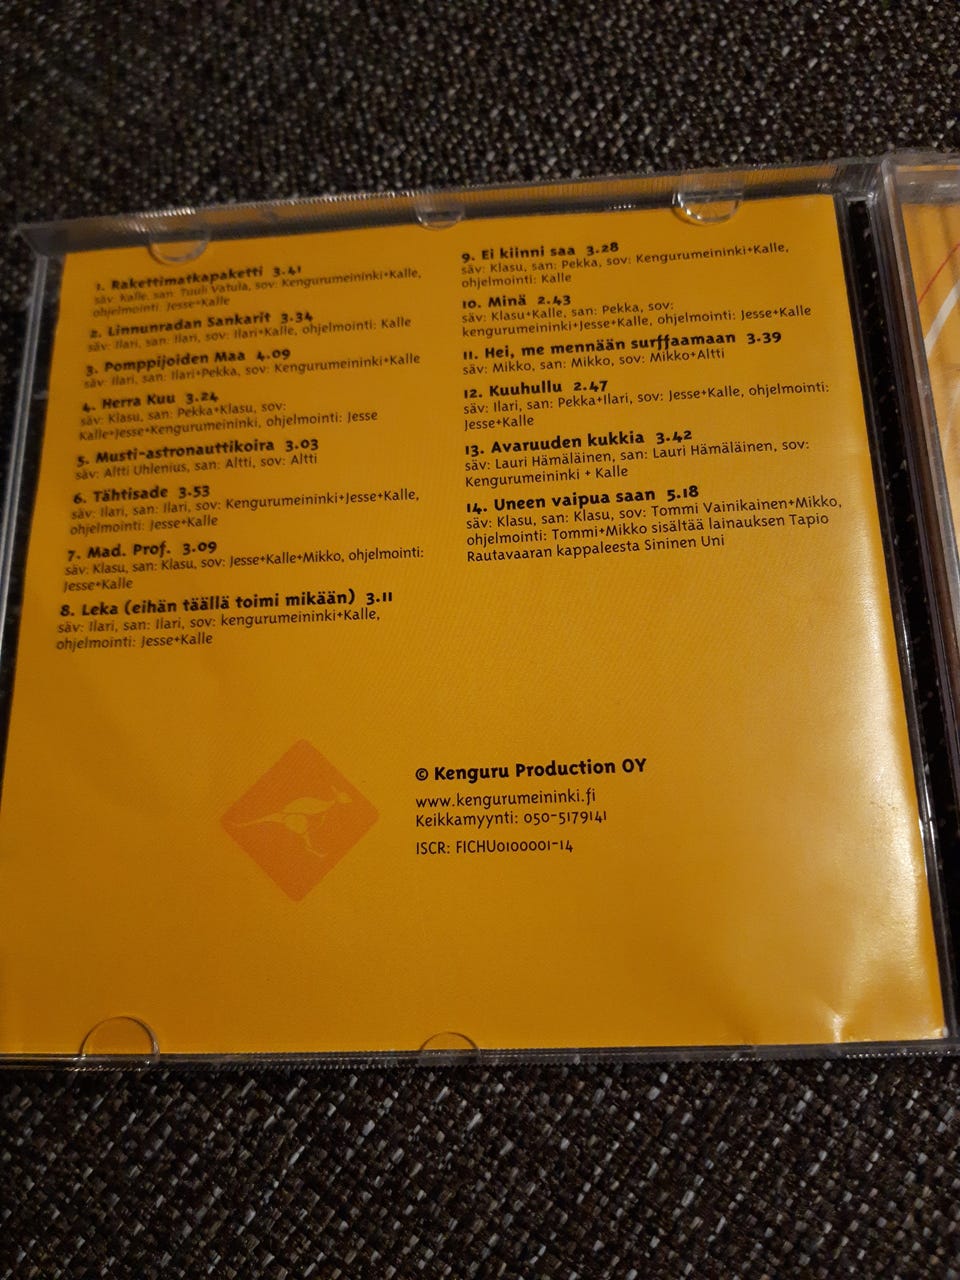 1. Rakettimatkapaketti 3.41
säv: Kalle, san: Tuuli Vatula, sov: Kengurumeininki+Kalle,
ohjelmointi: Jesse+Kalle
2. Linnunradan Sankarit 3.34
säv: Ilari, san: Ilari, sov: Ilari+Kalle, ohjelmointi: Kalle
3. Pomppijoiden Maa 4.09
säv: Ilari, san: Ilari+Pekka, sov: Kengurumeininki+Kalle
4. Herra Kuu 3.24
säv: Klasu, san: Pekka+Klasu, sov:
Kalle+Jesse+Kengurumeininki, ohjelmointi: Jesse
5. Musti-astronauttikoira 3.03
säv: Altti Uhlenius, san: Altti, sov: Altti
6. Tähtisade 3.53
säv: Ilari, san: Ilari, sov: Kengurumeininki+Jesse+Kalle,
ohjelmointi: Jesse+Kalle
7. Mad. Prof. 3.09
säv: Klasu, san: Klasu, sov: Jesse+Kalle+Mikko, ohjelmointi:
Jesse+Kalle
8. Leka (eihän täällä toimi mikään) 3.11
säv: Ilari, san: Ilari, sov: kengurumeininki+Kalle,
ohjelmointi: Jesse+Kalle
9. Ei kiinni saa 3.28
säv: Klasu, san: Pekka, sov: Kengurumeininki+Kalle,
ohjelmointi: Kalle
10. Minä 2.43
säv: Klasu+Kalle, san: Pekka, sov:
kengurumeininki+Jesse+Kalle, ohjelmointi: Jesse+Kalle
11. Hei, me mennään surffaamaan 3.39
säv: Mikko, san: Mikko, sov: Mikko+Altti
12. Kuuhullu 2.47
säv: Ilari, san: Pekka+Ilari, sov: Jesse+Kalle, ohjelmointi:
Jesse+Kalle
13. Avaruuden kukkia 3.42
säv: Lauri Hämäläinen, san: Lauri Hämäläinen, sov:
Kengurumeininki + Kalle
14. Uneen vaipua saan 5.18
säv: Klasu, san: Klasu, sov: Tommi Vainikainen+Mikko,
ohjelmointi: Tommi+Mikko sisältää lainauksen Tapio
Rautavaaran kappaleesta Sininen Uni
© Kenguru Production OY
www.kengurumeininki.fi
Keikkamyynti: 050-5179141
ISCR: FICHU0100001-14